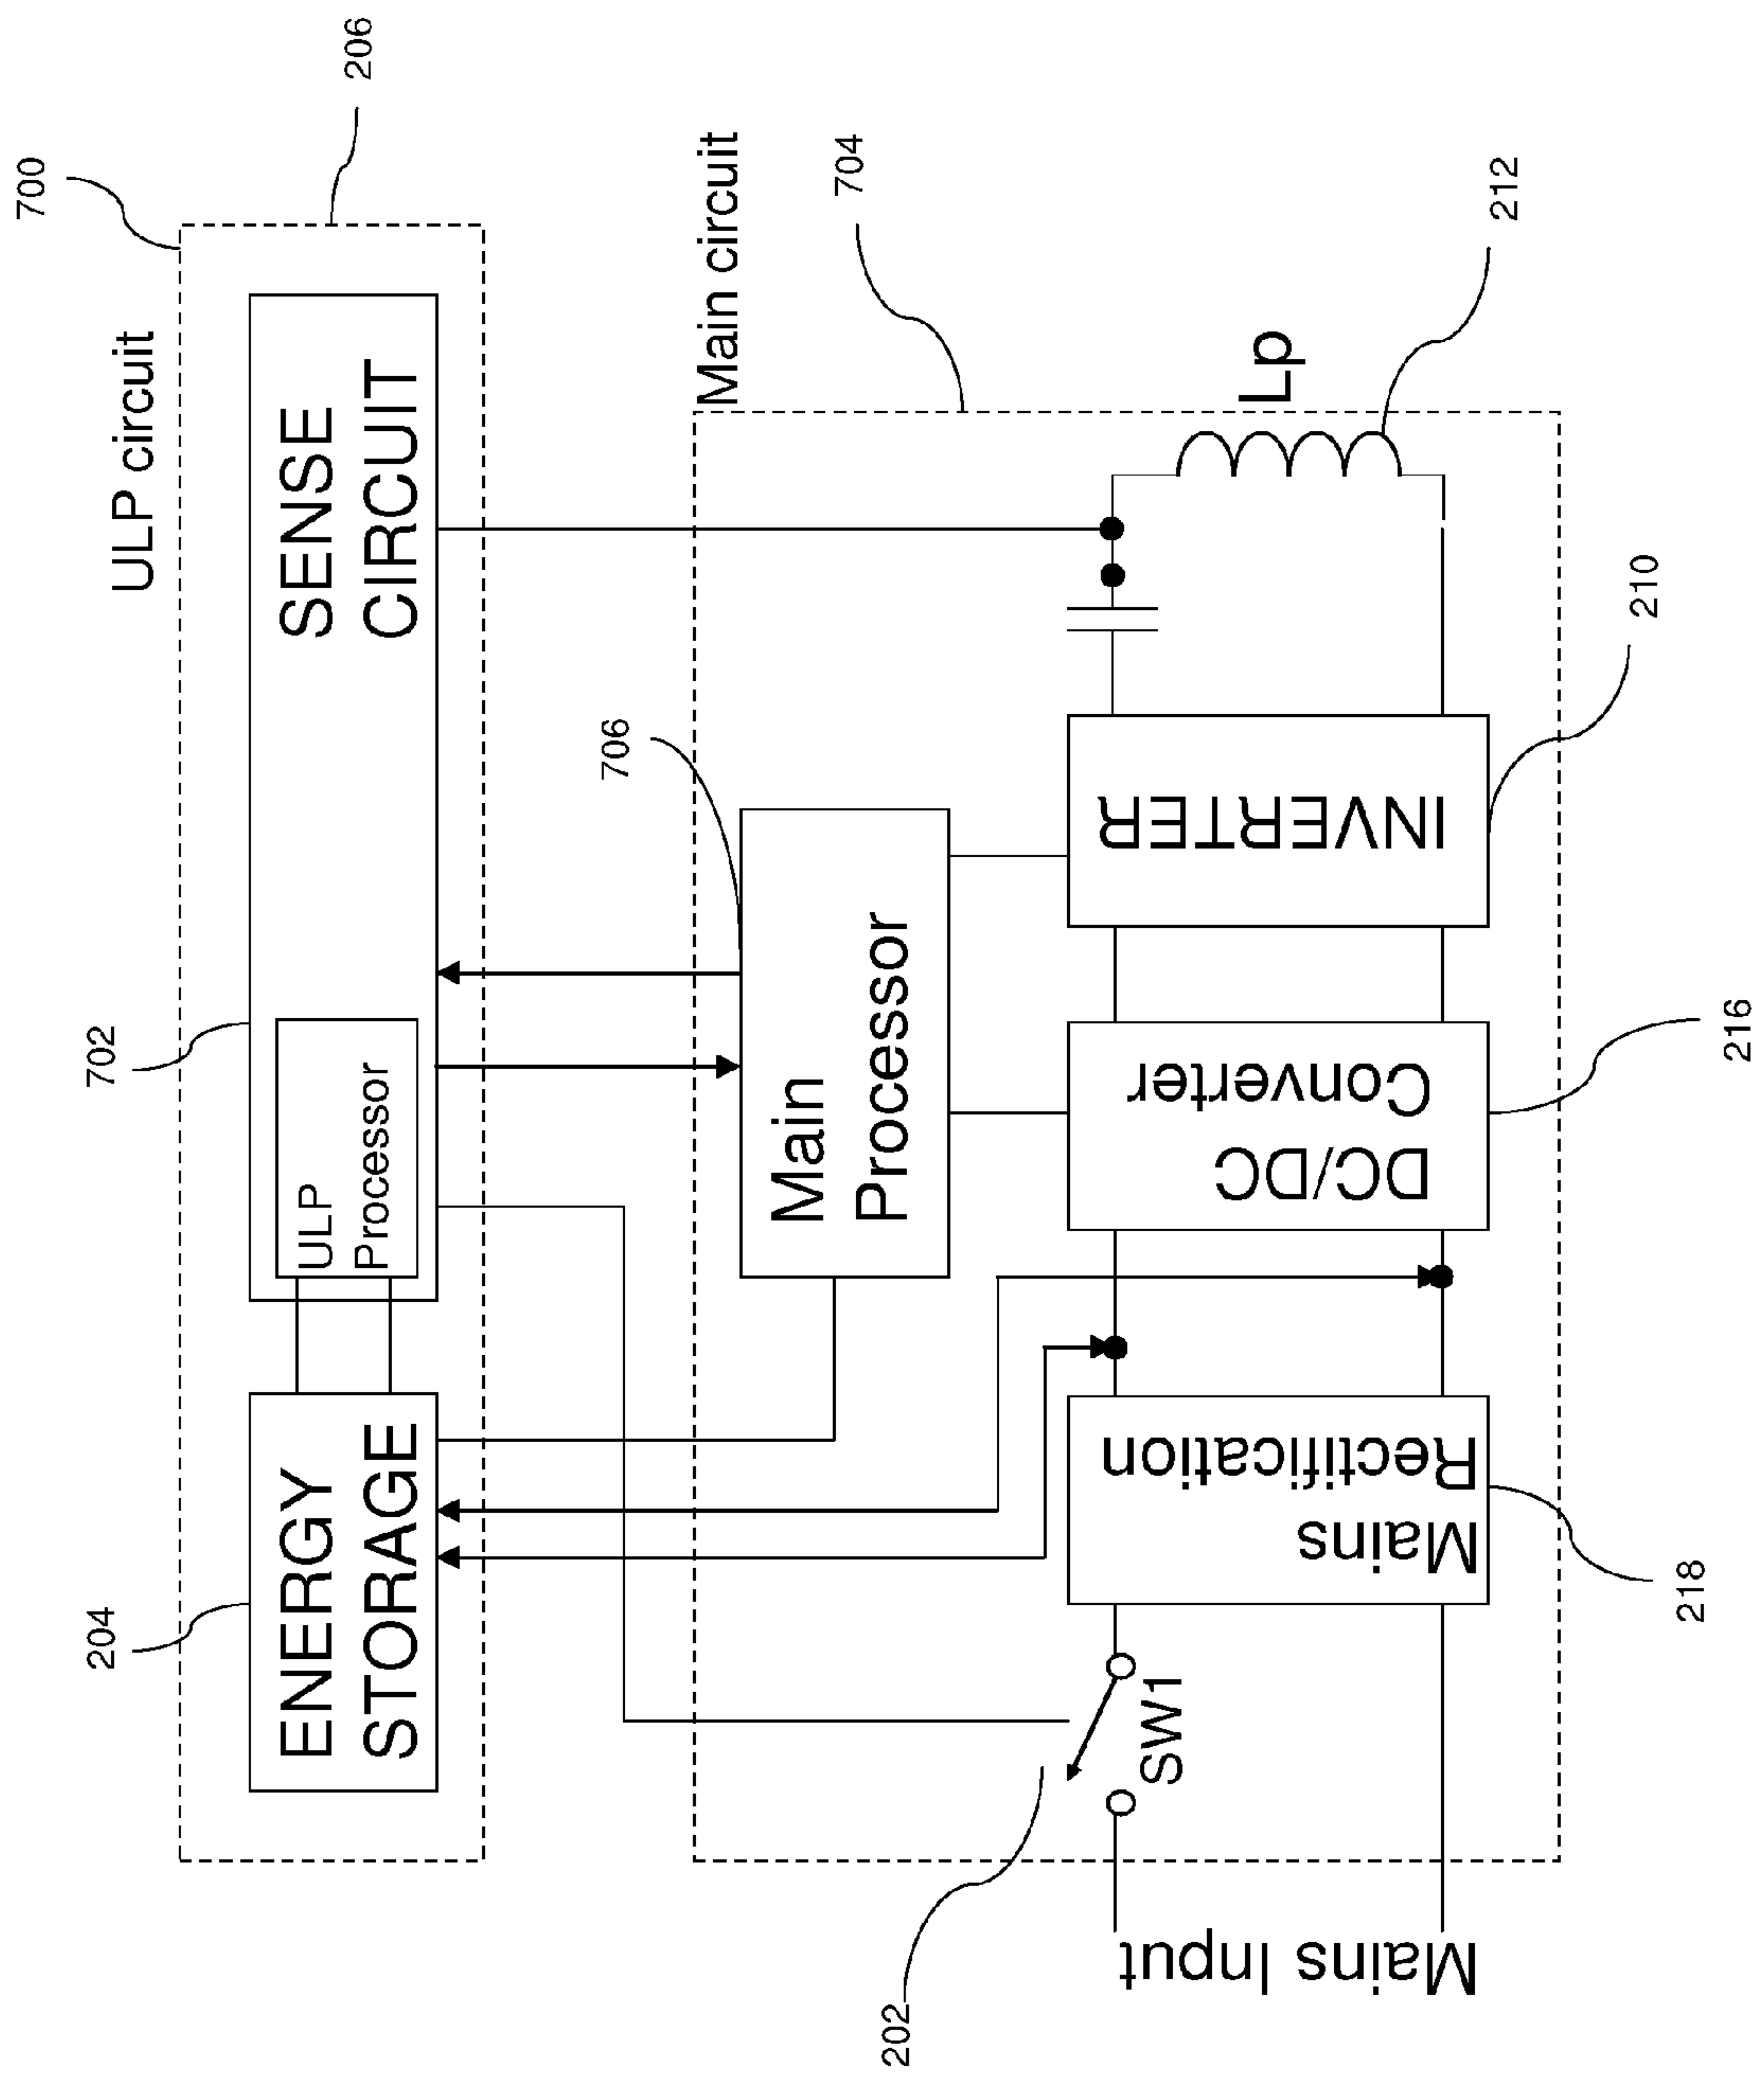 700
206
ULP circuit
702
204
SENSE
CIRCUIT
ULP
Processor
ENERGY
STORAGE
Main circuit
704
706
Main
Processor
Lp
212
INVERTER
210
DC/DC
Converter
216
Mains
Rectification
218
SW1
202
Mains Input